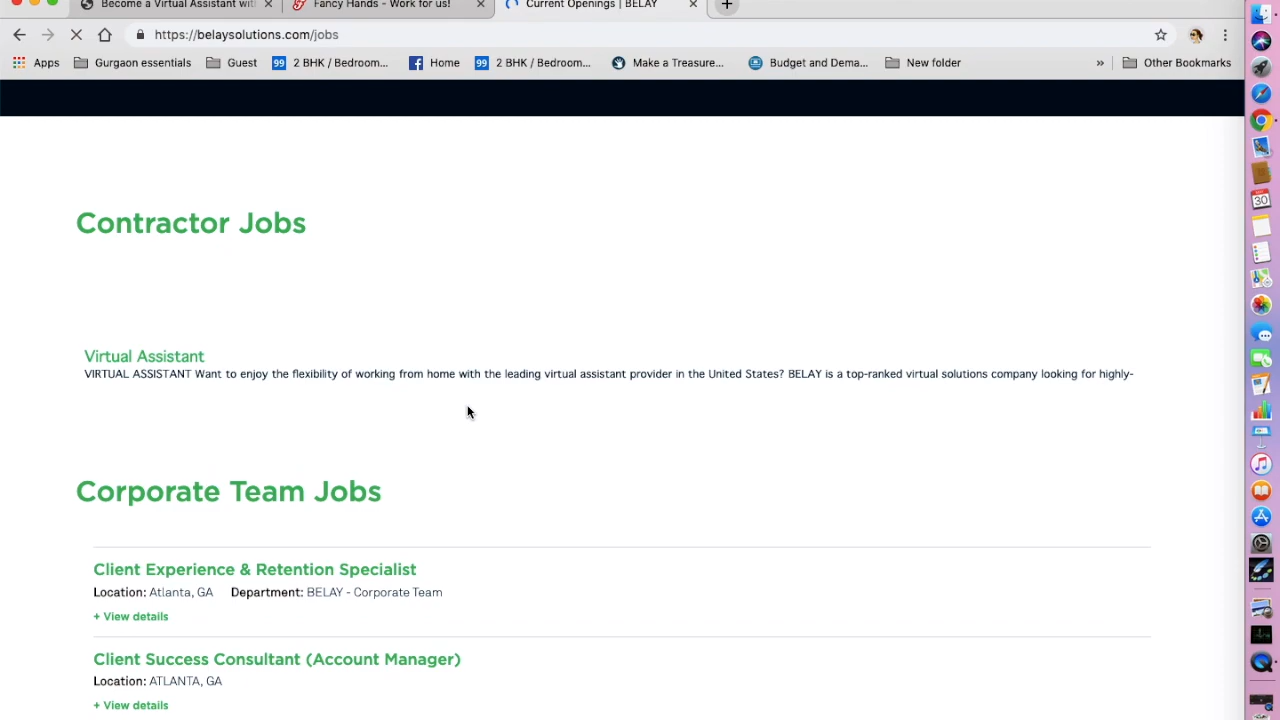 Become a Virtual Assistant wit
Fancy Hands - Work for us!
Current Openings | BELAY
https://belaysolutions.com/jobs
Apps
Gurgaon essentials
Guest
99 2 BHK / Bedroom...
Home
99 2 BHK / Bedroom...
Make a Treasure...
Budget and Dema...
New folder
»
Other Bookmarks
30
Contractor Jobs
Virtual Assistant
VIRTUAL ASSISTANT Want to enjoy the flexibility of working from home with the leading virtual assistant provider in the United States? BELAY is a top-ranked virtual solutions company looking for highly-
Corporate Team Jobs
Client Experience & Retention Specialist
Location: Atlanta, GA Department: BELAY - Corporate Team
+ View details
Client Success Consultant (Account Manager)
Location: ATLANTA, GA
+ View details